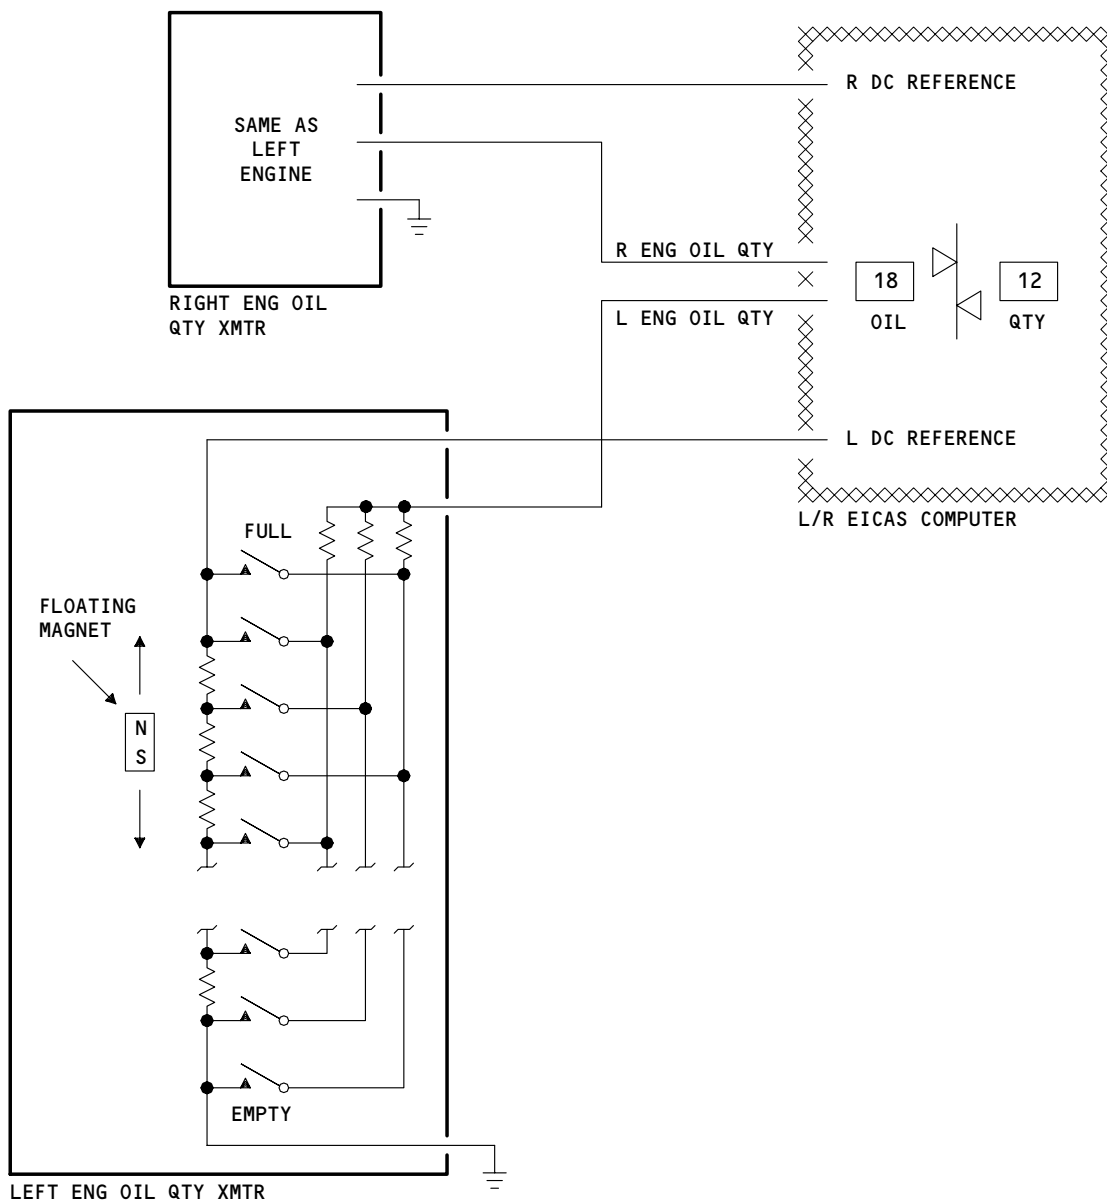 SAME AS
LEFT
ENGINE
RIGHT ENG OIL
QTY XMTR
R DC REFERENCE
R ENG OIL QTY
L ENG OIL QTY
18
12
OIL
QTY
L DC REFERENCE
L/R EICAS COMPUTER
FULL
FLOATING
MAGNET
N
S
EMPTY
LEFT ENG OIL QTY XMTR